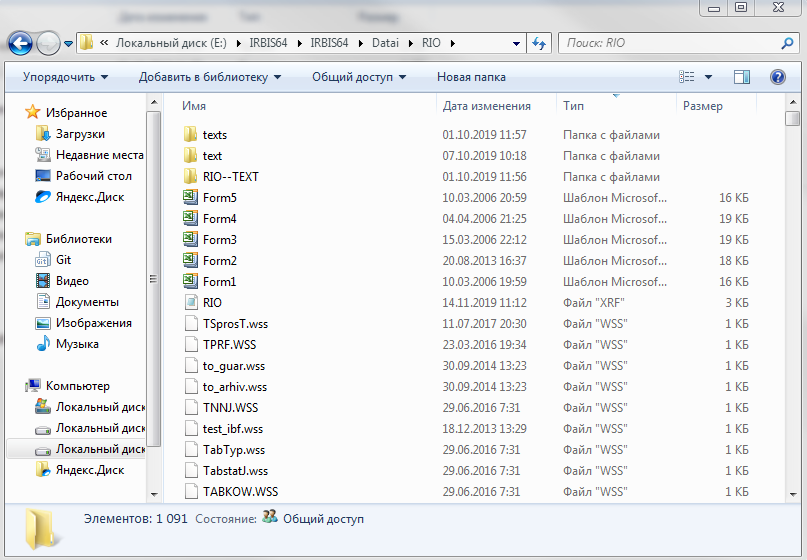 Локальный диск (E:) IRBIS64 IRBIS64 Datai RIO Поиск: RIO
Упорядочить Добавить в библиотеку Общий доступ Новая папка
Избранное
Загрузки
Недавние места
Рабочий стол
Яндекс.Диск
Библиотеки
Git
Видео
Документы
Изображения
Музыка
Компьютер
Локальный диск
Локальный диск
Локальный диск
Яндекс.Диск
Имя Дата изменения Тип Размер
texts 01.10.2019 11:57 Папка с файлами
text 07.10.2019 10:18 Папка с файлами
RIO--TEXT 01.10.2019 11:56 Папка с файлами
Form5 10.03.2006 20:59 Шаблон Microsof... 16 КБ
Form4 04.04.2006 21:25 Шаблон Microsof... 19 КБ
Form3 15.03.2006 22:12 Шаблон Microsof... 19 КБ
Form2 20.08.2013 16:37 Шаблон Microsof... 18 КБ
Form1 10.03.2006 19:59 Шаблон Microsof... 16 КБ
RIO 14.11.2019 11:12 Файл "XRF" 3 КБ
TSprosT.wss 11.07.2017 20:30 Файл "WSS" 1 КБ
TPRF.WSS 23.03.2016 19:34 Файл "WSS" 1 КБ
to_guar.wss 30.09.2014 13:23 Файл "WSS" 1 КБ
to_arhiv.wss 30.09.2014 13:23 Файл "WSS" 1 КБ
TNNJ.WSS 29.06.2016 7:31 Файл "WSS" 1 КБ
test_ibf.wss 18.12.2013 13:29 Файл "WSS" 1 КБ
TabTyp.wss 29.06.2016 7:31 Файл "WSS" 1 КБ
TabstatJ.wss 29.06.2016 7:31 Файл "WSS" 1 КБ
TABKOW.WSS 29.06.2016 7:31 Файл "WSS" 1 КБ
Элементов: 1 091 Состояние: Общий доступ